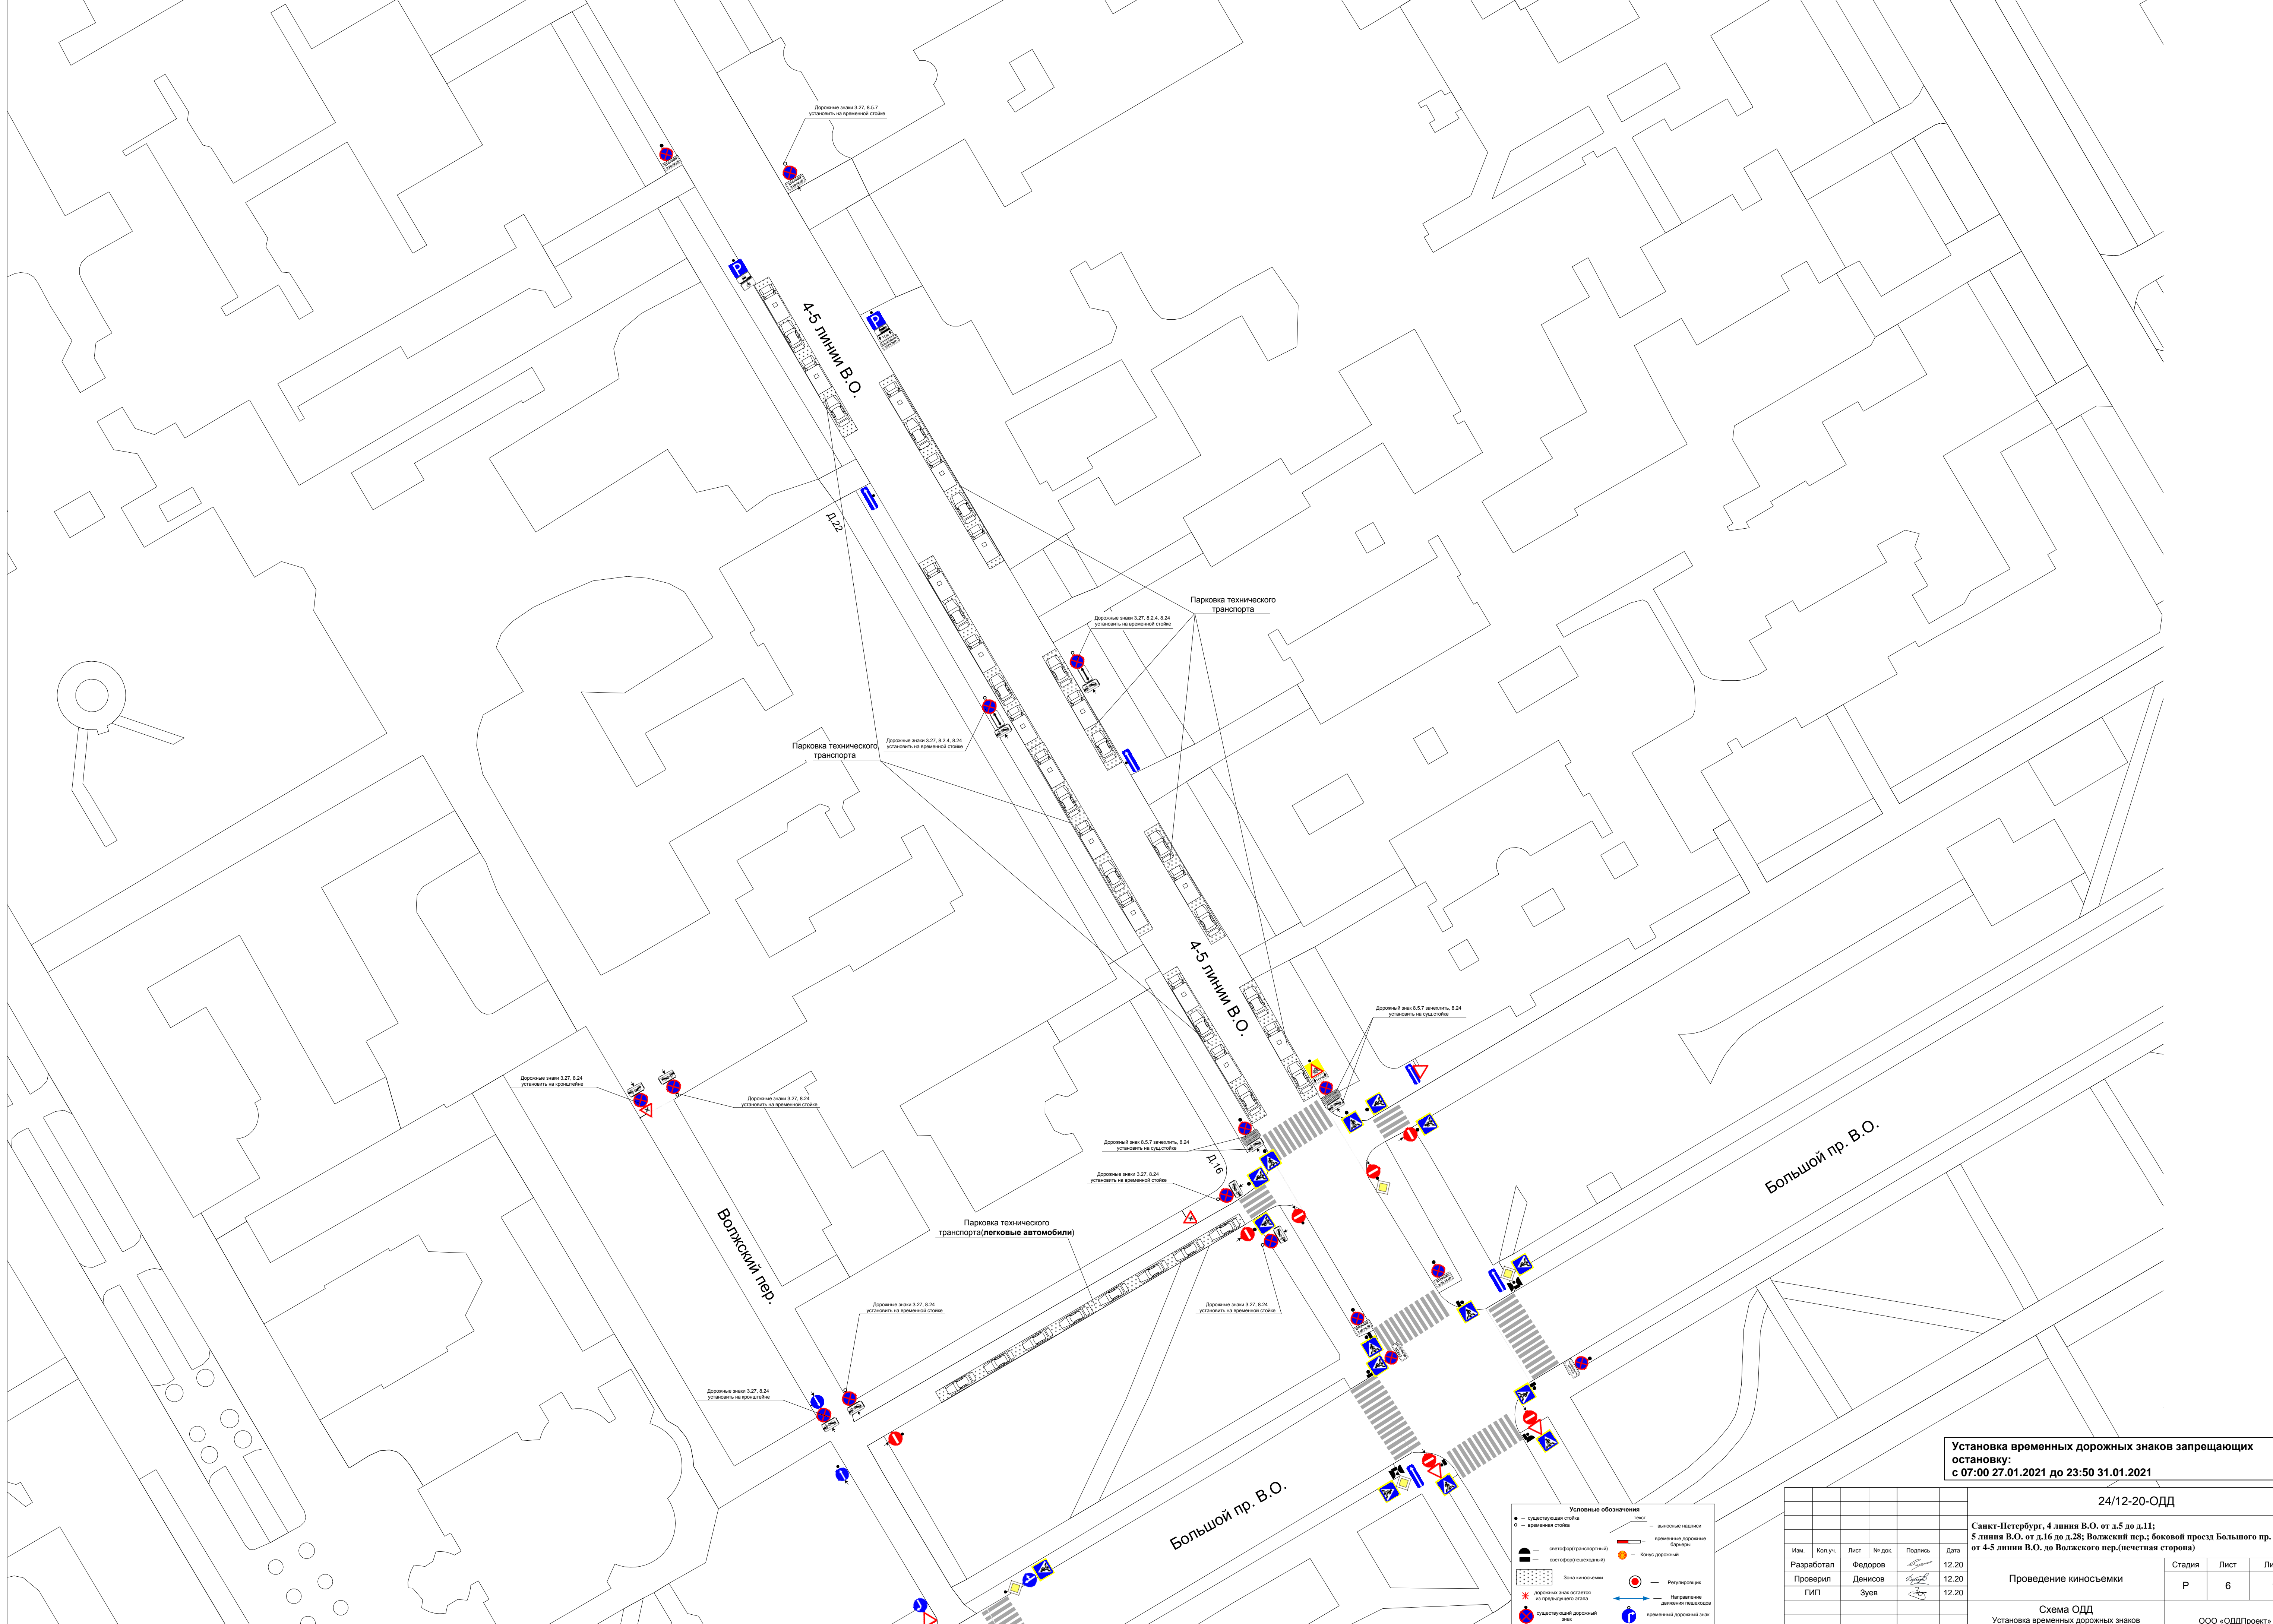 Дорожные знаки 3.27, 8.5.7
установить на временной стойке
4-5 линии В.О.
Д.22
Парковка технического
транспорта
Дорожные знаки 3.27, 8.2.4, 8.24
установить на временной стойке
Дорожные знаки 3.27, 8.2.4, 8.24
установить на временной стойке
Парковка технического
транспорта
4-5 линии В.О.
Дорожный знак 8.5.7 зачехлить, 8.24
установить на сущ.стойке
Дорожные знаки 3.27, 8.24
установить на кронштейне
Дорожные знаки 3.27, 8.24
установить на временной стойке
Дорожный знак 8.5.7 зачехлить, 8.24
установить на сущ.стойке
Д.16
Дорожные знаки 3.27, 8.24
установить на временной стойке
Большой пр. В.О.
Волжский пер.
Парковка технического
транспорта(легковые автомобили)
Дорожные знаки 3.27, 8.24
установить на временной стойке
Дорожные знаки 3.27, 8.24
установить на временной стойке
Дорожные знаки 3.27, 8.24
установить на кронштейне
Большой пр. В.О.
Установка временных дорожных знаков запрещающих
остановку:
с 07:00 27.01.2021 до 23:50 31.01.2021
Условные обозначения
– существующая стойка
– временная стойка
текст
– выносные надписи
светофор(транспортный)
светофор(пешеходный)
временные дорожные
барьеры
Конус дорожный
Зона киносъемки
Регулировщик
дорожных знак остается
из предыдущего этапа
Направление
движения пешеходов
существующий дорожный
знак
временный дорожный знак
24/12-20-ОДД
Санкт-Петербург, 4 линия В.О. от д.5 до д.11;
5 линия В.О. от д.16 до д.28; Волжский пер.; боковой проезд Большого пр.
от 4-5 линии В.О. до Волжского пер.(нечетная сторона)
Изм. Кол.уч. Лист № док. Подпись Дата
Разработал Федоров 12.20
Проверил Денисов 12.20
ГИП Зуев 12.20
Проведение киносъемки
Стадия Лист
Р 6
Схема ОДД
Установка временных дорожных знаков
ООО «ОДДПроект»